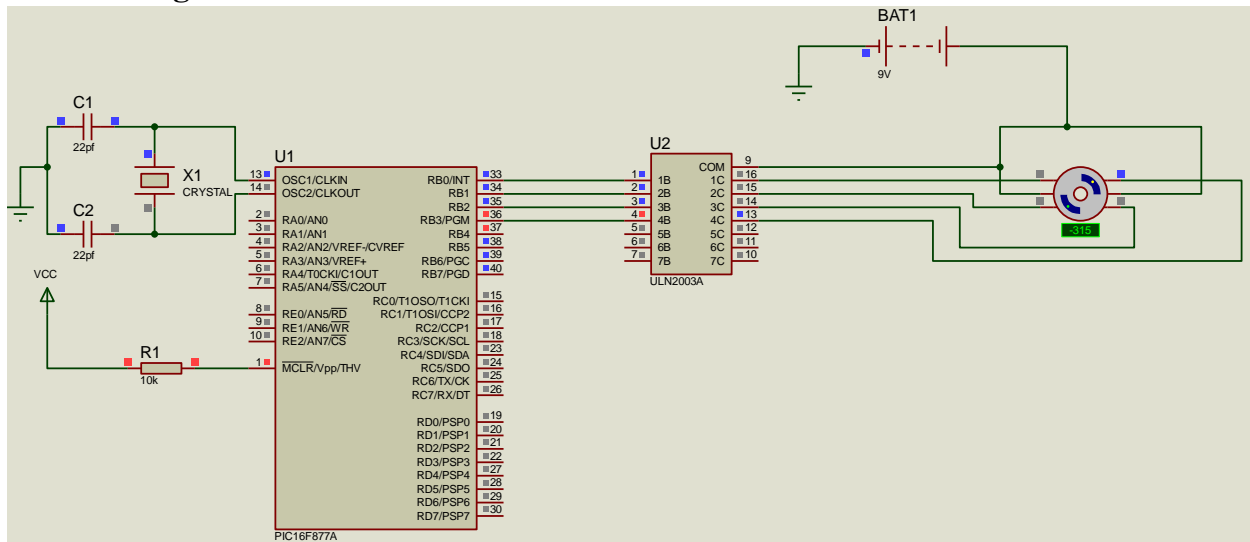 BAT1
9V
C1
22pf
X1
CRYSTAL
C2
22pf
VCC
R1
10k
U1
13 OSC1/CLKIN
14 OSC2/CLKOUT
2 RA0/AN0
3 RA1/AN1
4 RA2/AN2/VREF-/CVREF
5 RA3/AN3/VREF+
6 RA4/T0CKI/C1OUT
7 RA5/AN4/SS/C2OUT
8 RE0/AN5/RD
9 RE1/AN6/WR
10 RE2/AN7/CS
1 MCLR/Vpp/THV
RB0/INT 33
RB1 34
RB2 35
RB3/PGM 36
RB4 37
RB5 38
RB6/PGC 39
RB7/PGD 40
RC0/T1OSO/T1CKI 15
RC1/T1OSI/CCP2 16
RC2/CCP1 17
RC3/SCK/SCL 18
RC4/SDI/SDA 23
RC5/SDO 24
RC6/TX/CK 25
RC7/RX/DT 26
RD0/PSP0 19
RD1/PSP1 20
RD2/PSP2 21
RD3/PSP3 22
RD4/PSP4 27
RD5/PSP5 28
RD6/PSP6 29
RD7/PSP7 30
PIC16F877A
U2
1 1B
2 2B
3 3B
4 4B
5 5B
6 6B
7 7B
COM 9
1C 16
2C 15
3C 14
4C 13
5C 12
6C 11
7C 10
ULN2003A
-315